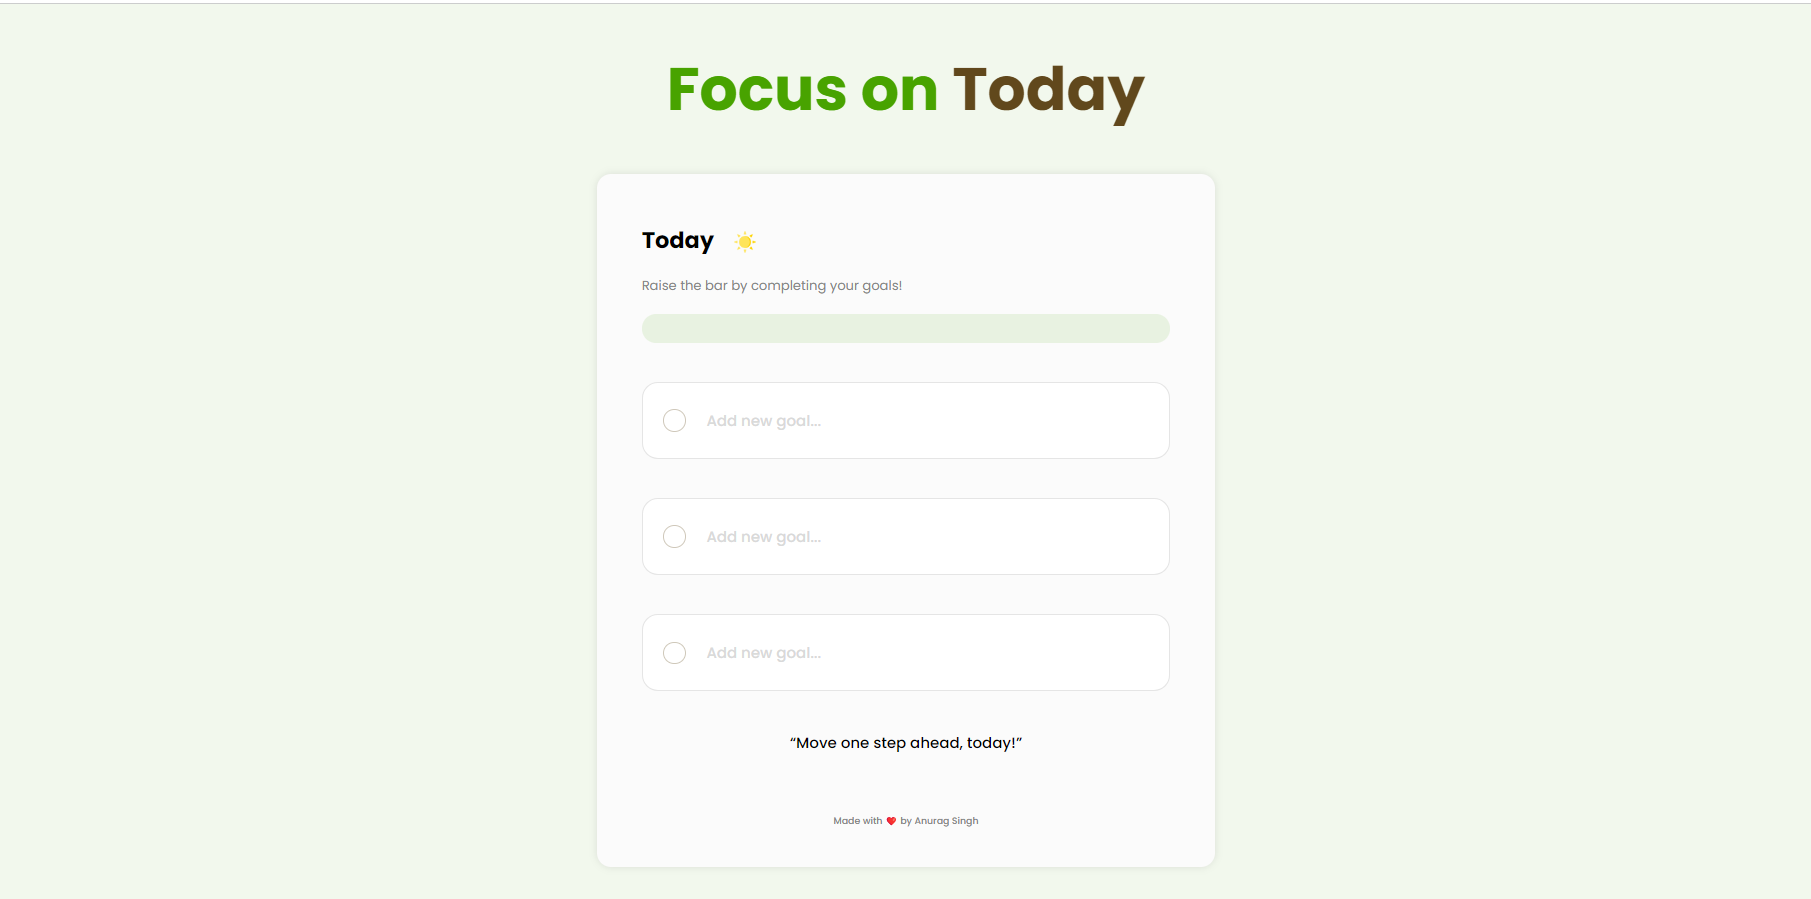 Focus on Today
Today
Raise the bar by completing your goals!
Add new goal...
Add new goal...
Add new goal...
“Move one step ahead, today!”
Made with ❤️ by Anurag Singh